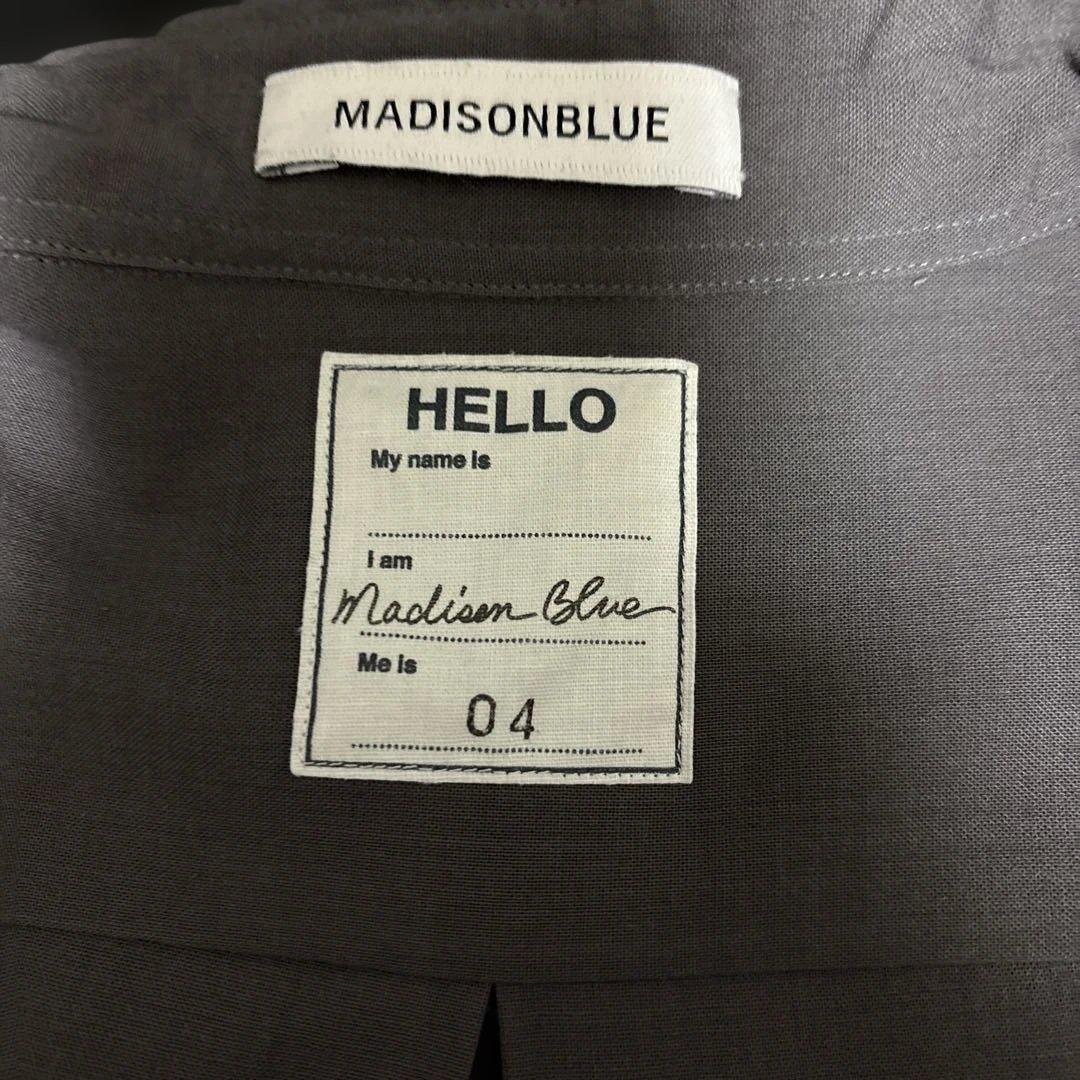 MADISONBLUE
HELLO
My name is
I am
Madison Blue
Me is
04